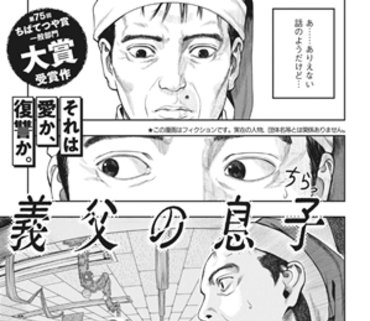 第75回
ちばてつや賞
一般部門
大賞
受賞作
あ……ありえない
話のようだけど…
それは
愛か、
復讐か。
★この漫画はフィクションです。実在の人物、団体名等とは関係ありません。
ちらっ
義父の息子